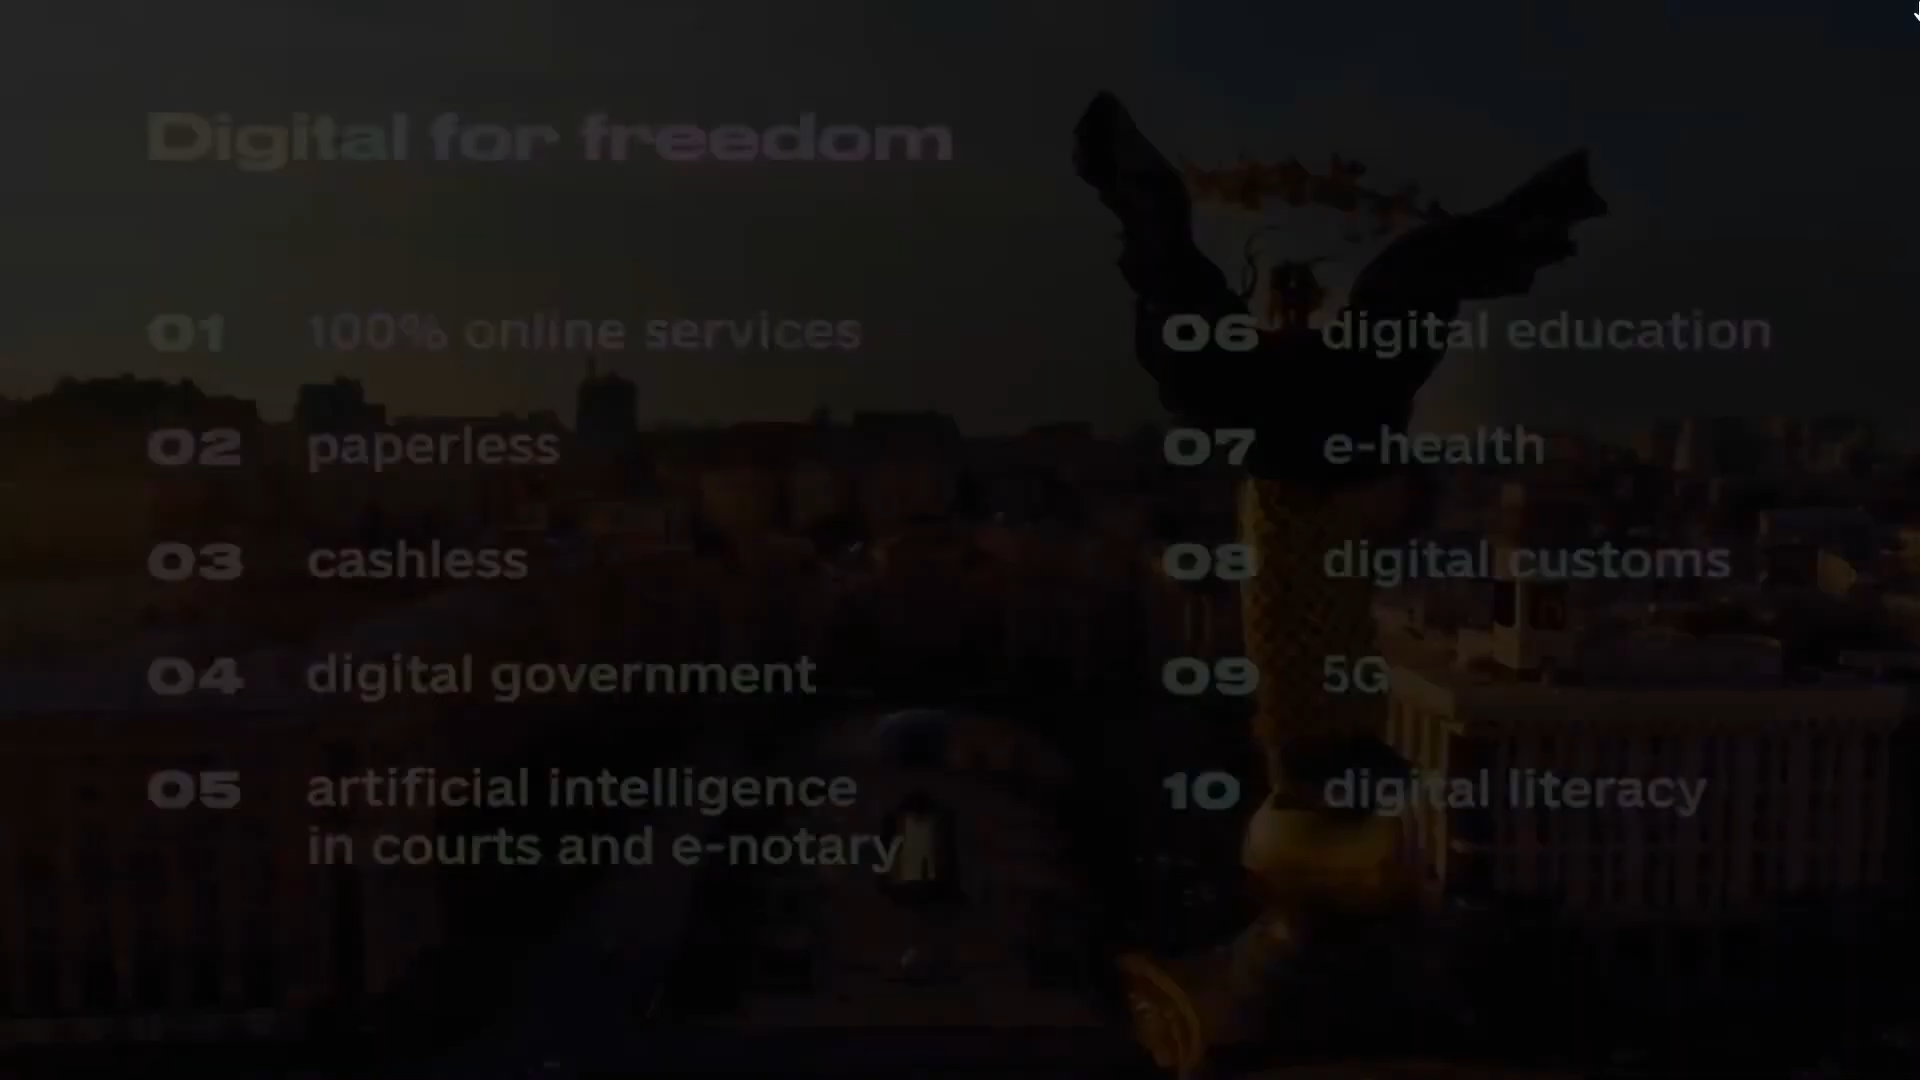 Digital for freedom
01 100% online services
02 paperless
03 cashless
04 digital government
05 artificial intelligence
in courts and e-notary
06 digital education
07 e-health
08 digital customs
09 5G
10 digital literacy